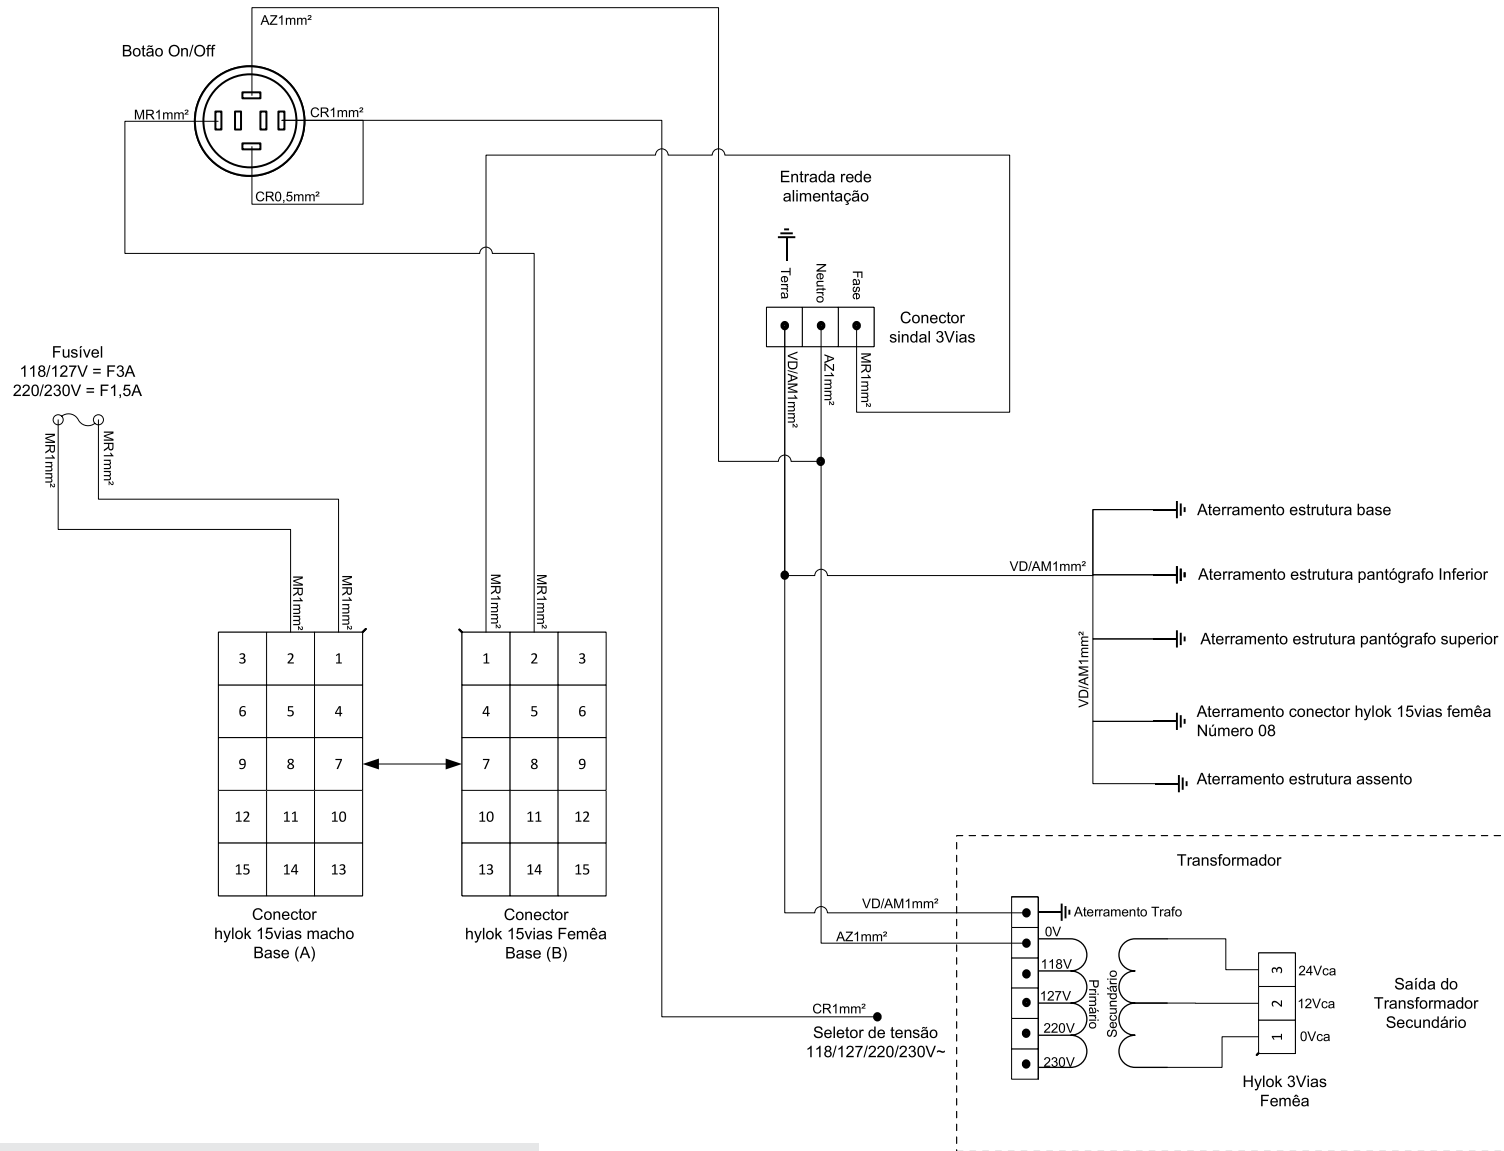 AZ1mm²
Botão On/Off
MR1mm²
CR1mm²
CR0,5mm²
Entrada rede
alimentação
Terra
Neutro
Fase
Conector
sindal 3Vias
VD/AM1mm²
AZ1mm²
MR1mm²
Fusível
118/127V = F3A
220/230V = F1,5A
MR1mm²
MR1mm²
MR1mm²
MR1mm²
MR1mm²
MR1mm²
3 2 1
6 5 4
9 8 7
12 11 10
15 14 13
Conector
hylok 15vias macho
Base (A)
1 2 3
4 5 6
7 8 9
10 11 12
13 14 15
Conector
hylok 15vias Femêa
Base (B)
VD/AM1mm²
VD/AM1mm²
Aterramento estrutura base
Aterramento estrutura pantógrafo Inferior
Aterramento estrutura pantógrafo superior
Aterramento conector hylok 15vias femêa
Número 08
Aterramento estrutura assento
Transformador
VD/AM1mm²
Aterramento Trafo
AZ1mm²
0V
118V
127V
220V
230V
Primário
Secundário
3
2
1
24Vca
12Vca
0Vca
Hylok 3Vias
Femêa
Saída do
Transformador
Secundário
CR1mm²
Seletor de tensão
118/127/220/230V~